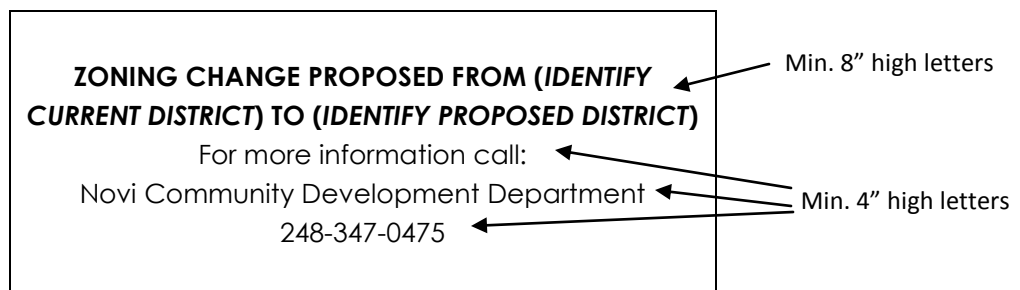 ZONING CHANGE PROPOSED FROM (IDENTIFY
CURRENT DISTRICT) TO (IDENTIFY PROPOSED DISTRICT)
For more information call:
Novi Community Development Department
248-347-0475
Min. 8” high letters
Min. 4” high letters